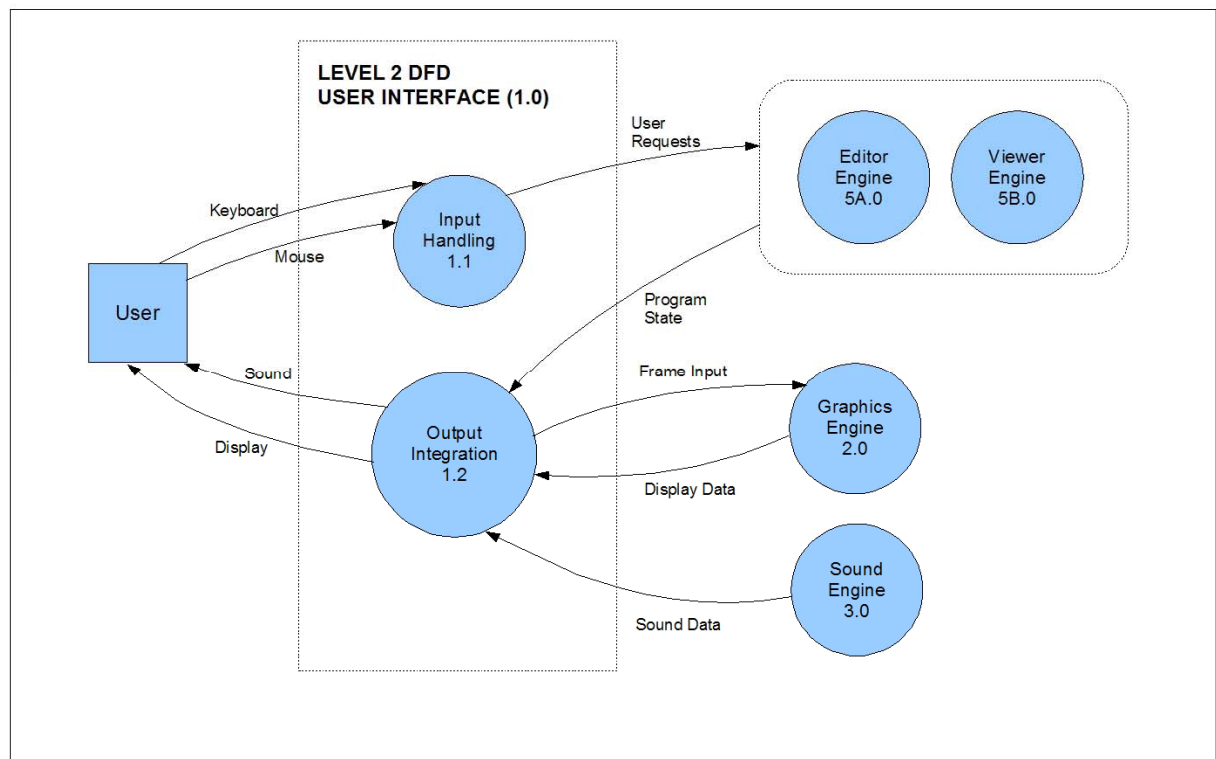 LEVEL 2 DFD
USER INTERFACE (1.0)
User
Requests
Editor
Engine
5A.0
Viewer
Engine
5B.0
Keyboard
Input
Handling
1.1
Mouse
User
Program
State
Sound
Frame Input
Graphics
Engine
2.0
Output
Integration
1.2
Display
Display Data
Sound
Engine
3.0
Sound Data